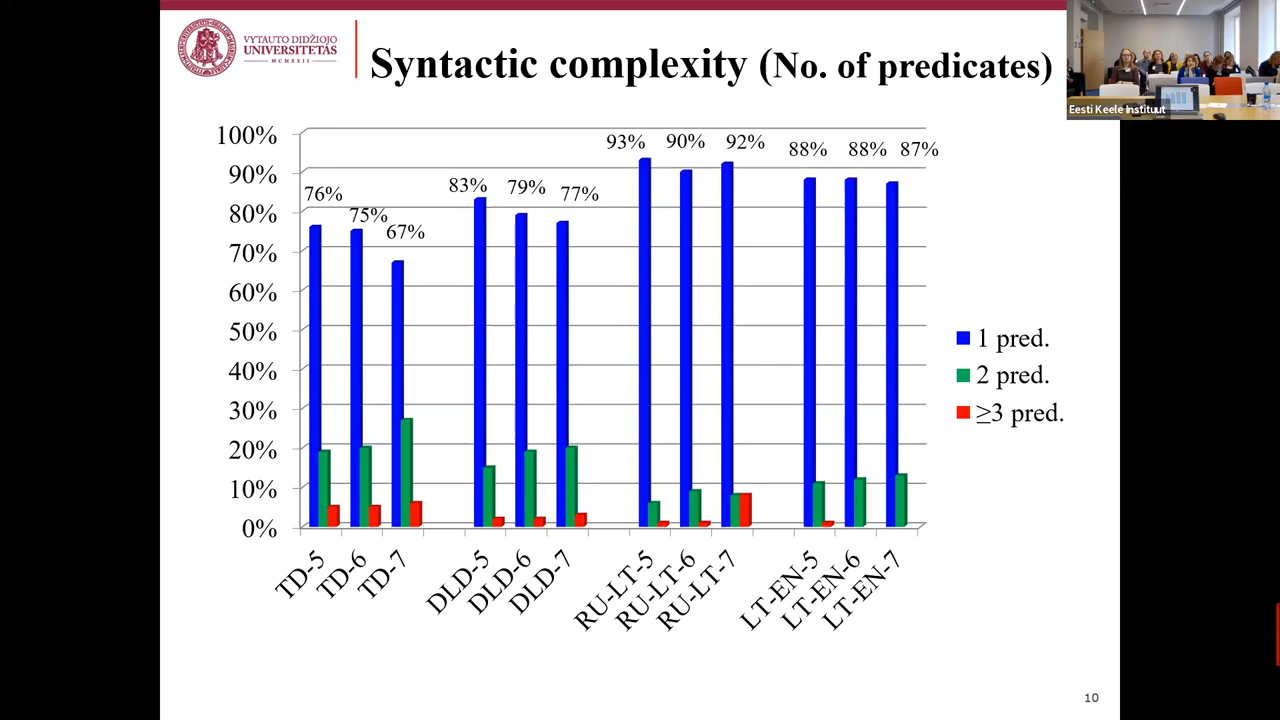 VYTAUTO DIDŽIOJO
UNIVERSITETAS
MCMXXII
Syntactic complexity (No. of predicates)
Eesti Keele Instituut
100%
90%
80%
70%
60%
50%
40%
30%
20%
10%
0%
76%
75%
67%
83%
79%
77%
93%
90%
92%
88%
88%
87%
1 pred.
2 pred.
≥3 pred.
TD-5
TD-6
TD-7
DLD-5
DLD-6
DLD-7
RU-LT-5
RU-LT-6
RU-LT-7
LT-EN-5
LT-EN-6
LT-EN-7
10